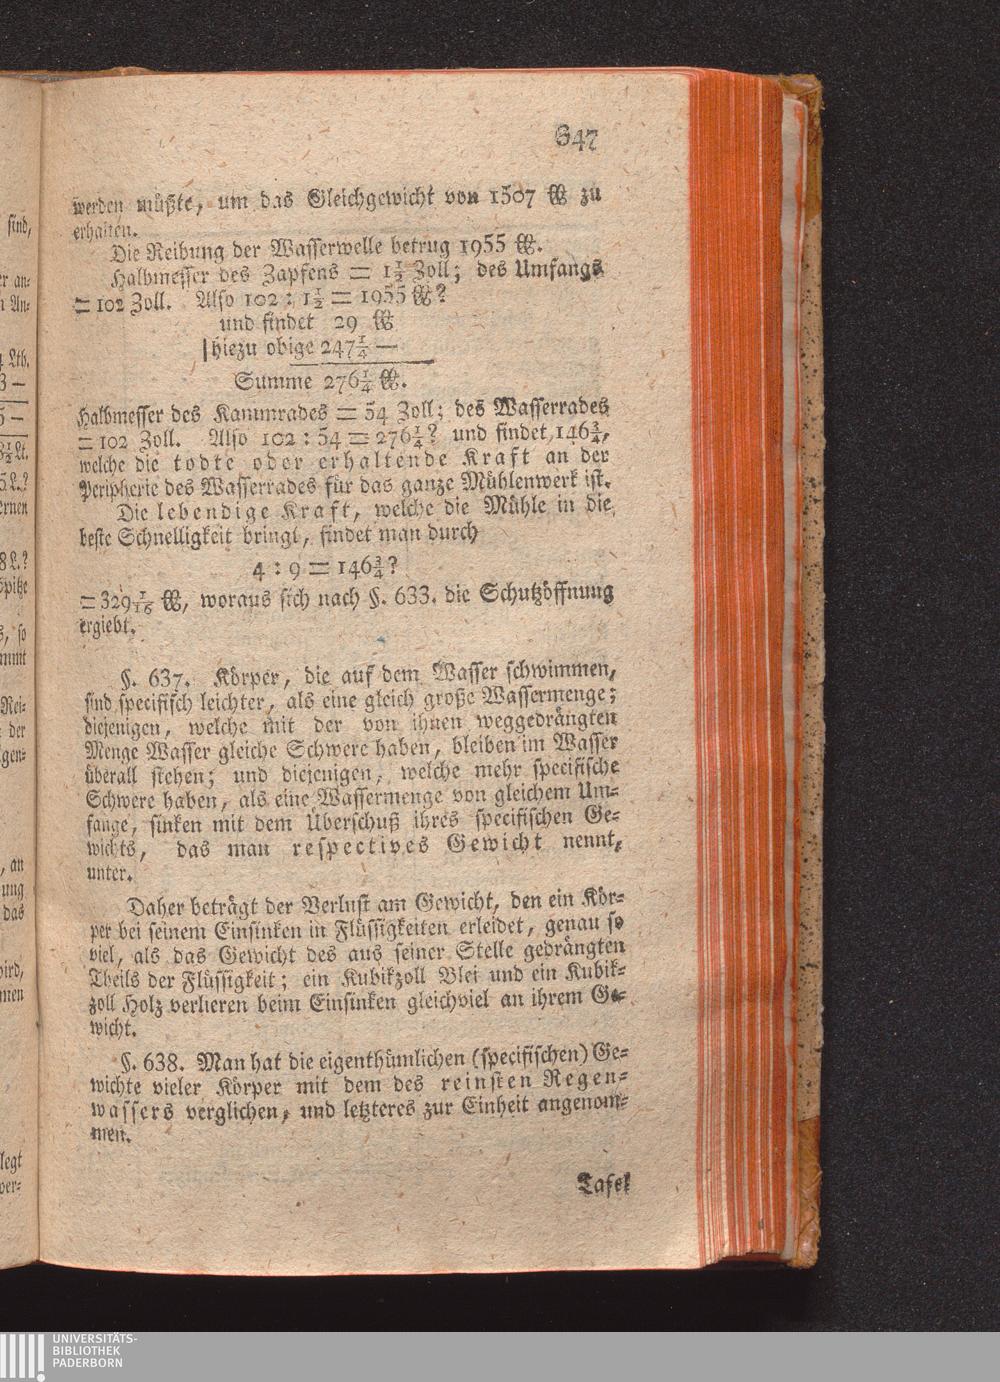 647
werden müßte, um das Gleichgewicht von 1507 ℔ zu
erhalten.
Die Reibung der Wasserwelle betrug 1955 ℔.
Halbmesser des Zapfens = 1½ Zoll; des Umfangs
= 102 Zoll. Also 102 : 1½ = 1955 ℔?
und findet 29 ℔
hiezu obige 247¼ —
Summe 276¼ ℔.
Halbmesser des Kammrades = 54 Zoll; des Wasserrades
= 102 Zoll. Also 102 : 54 = 276¼? und findet 146¾,
welche die todte oder erhaltende Kraft an der
Peripherie des Wasserrades für das ganze Mühlenwerk ist.
Die lebendige Kraft, welche die Mühle in die
beste Schnelligkeit bringt, findet man durch
4 : 9 = 146¾?
= 329 1/16 ℔, woraus sich nach §. 633. die Schutzöffnung
ergiebt.
§. 637. Körper, die auf dem Wasser schwimmen,
sind specifisch leichter, als eine gleich große Wassermenge;
diejenigen, welche mit der von ihnen weggedrängten
Menge Wasser gleiche Schwere haben, bleiben im Wasser
überall stehen; und diejenigen, welche mehr specifische
Schwere haben, als eine Wassermenge von gleichem Um-
fange, sinken mit dem Überschuß ihres specifischen Ge-
wichts, das man respectives Gewicht nennt,
unter.
Daher beträgt der Verlust am Gewicht, den ein Kör-
per bei seinem Einsinken in Flüssigkeiten erleidet, genau so
viel, als das Gewicht des aus seiner Stelle gedrängten
Theils der Flüssigkeit; ein Kubikzoll Blei und ein Kubik-
zoll Holz verlieren beim Einsinken gleichviel an ihrem Ge-
wicht.
§. 638. Man hat die eigenthümlichen (specifischen) Ge-
wichte vieler Körper mit dem des reinsten Regen-
wassers verglichen, und letzteres zur Einheit angenom-
men.
Tafel
UNIVERSITÄTS-
BIBLIOTHEK
PADERBORN